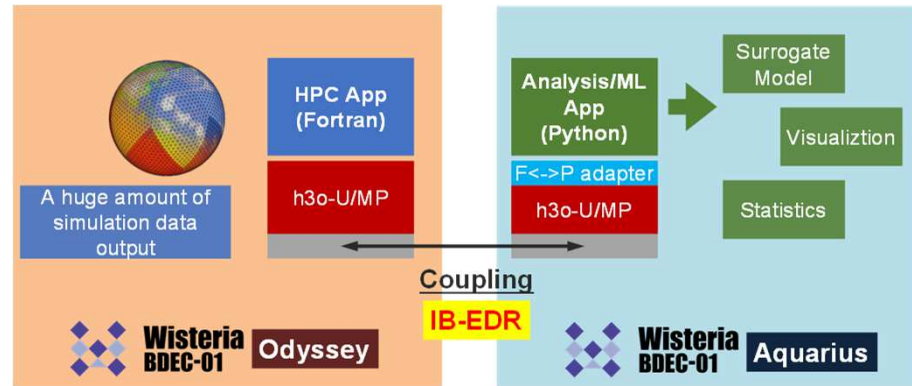 HPC App
(Fortran)
h3o-U/MP
A huge amount of
simulation data
output
Wisteria
BDEC-01
Odyssey
Coupling
IB-EDR
Analysis/ML
App
(Python)
F<->P adapter
h3o-U/MP
Surrogate
Model
Visualiztion
Statistics
Wisteria
BDEC-01
Aquarius